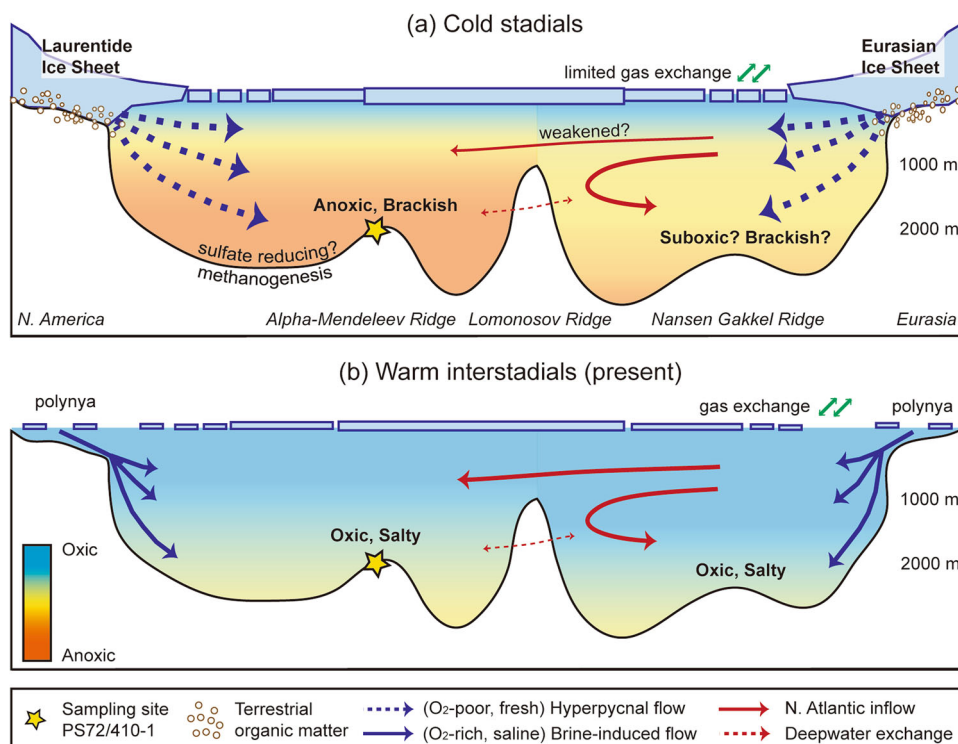 (a) Cold stadials
Laurentide
Ice Sheet
Eurasian
Ice Sheet
limited gas exchange
weakened?
1000 m
Anoxic, Brackish
2000 m
Suboxic? Brackish?
sulfate reducing?
methanogenesis
N. America
Alpha-Mendeleev Ridge
Lomonosov Ridge
Nansen Gakkel Ridge
Eurasia
(b) Warm interstadials (present)
polynya
gas exchange
polynya
1000 m
Oxic, Salty
2000 m
Oxic, Salty
Oxic
Anoxic
Sampling site
PS72/410-1
Terrestrial
organic matter
(O₂-poor, fresh) Hyperpycnal flow
(O₂-rich, saline) Brine-induced flow
N. Atlantic inflow
Deepwater exchange